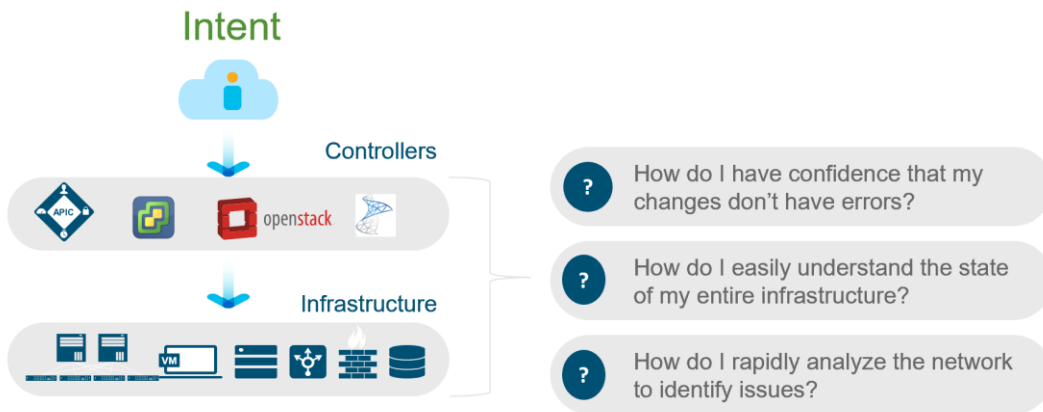 Intent
Controllers
APIC
openstack
Infrastructure
VM
?
How do I have confidence that my
changes don't have errors?
?
How do I easily understand the state
of my entire infrastructure?
?
How do I rapidly analyze the network
to identify issues?